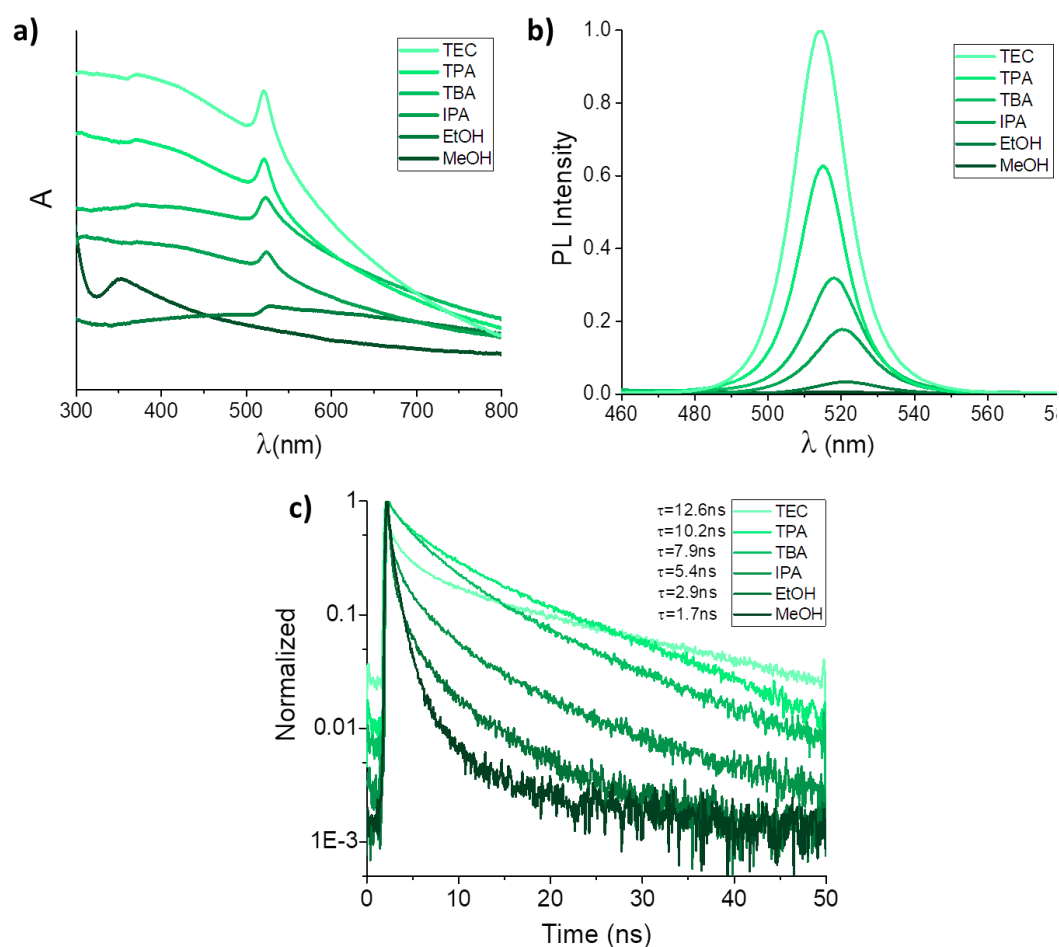 a)
TEC
TPA
TBA
IPA
EtOH
MeOH
A
300 400 500 600 700 800
λ(nm)
b)
TEC
TPA
TBA
IPA
EtOH
MeOH
PL Intensity
1.0
0.8
0.6
0.4
0.2
0.0
460 480 500 520 540 560
λ (nm)
c)
τ=12.6ns TEC
τ=10.2ns TPA
τ=7.9ns TBA
τ=5.4ns IPA
τ=2.9ns EtOH
τ=1.7ns MeOH
Normalized
1
0.1
0.01
1E-3
0 10 20 30 40 50
Time (ns)